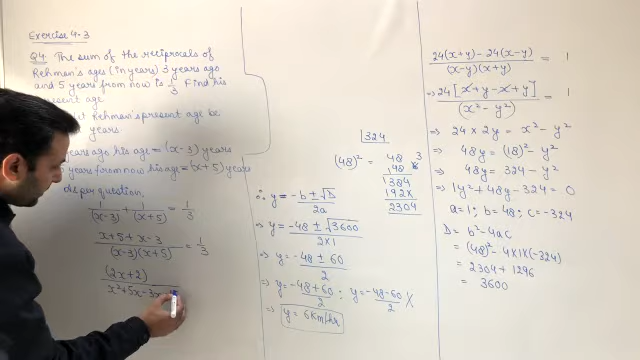 Exercise 4.3
Q4 The sum of the reciprocals of
Rehman's ages (in years) 3 years ago
and 5 years from now is 1/3. Find his
present age.
let Rehman's present age be
years.
years ago, his age = (x-3) years
years from now his age = (x+5) years
As per question,
1/(x-3) + 1/(x+5) = 1/3
(x+5+x-3)/((x-3)(x+5)) = 1/3
(2x+2)
x²+5x-3x
324
(48)² = 48
2304
∴ y = (-b ± √D)/2a
⇒ y = (-48 ± √3600)/(2×1)
⇒ y = (-48 ± 60)/2
⇒ y = (-48+60)/2 ; y = (-48-60)/2 X
⇒ y = 6 Km/hr
(24(x+y) - 24(x-y))/((x-y)(x+y)) = 1
⇒ 24[x+y-x+y]/(x²-y²) = 1
⇒ 24 × 2y = x² - y²
⇒ 48y = (18)² - y²
⇒ 48y = 324 - y²
⇒ 1y² + 48y - 324 = 0
a=1; b=48; c=-324
D = b² - 4ac
= (48)² - 4×1×(-324)
= 2304 + 1296
= 3600